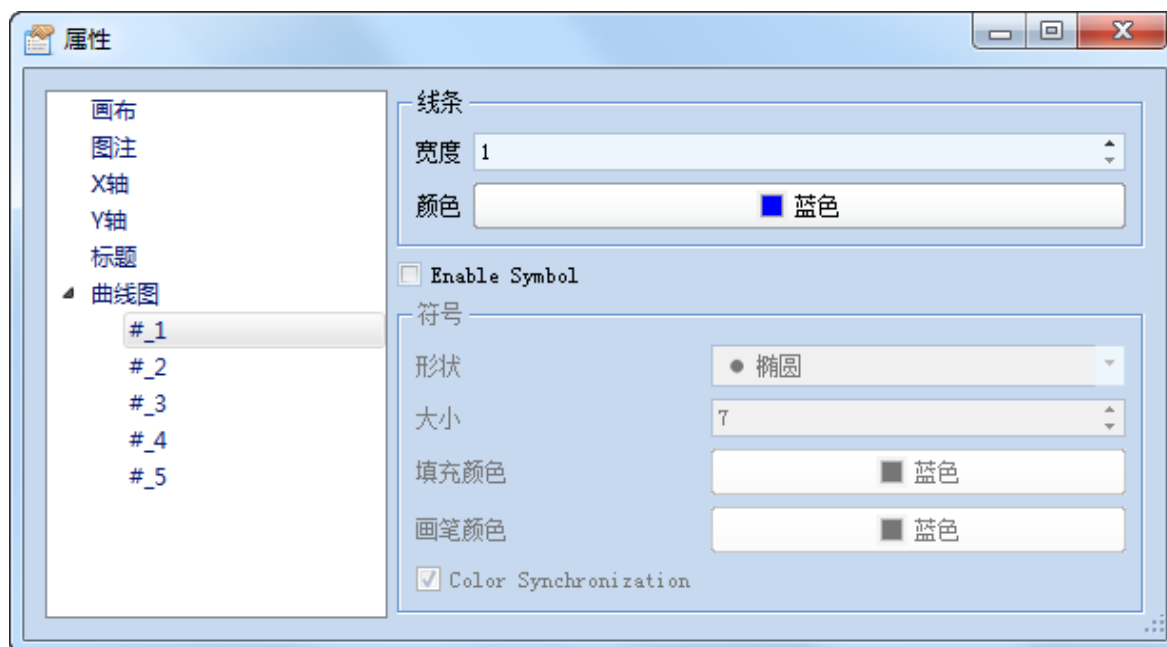 属性
画布
图注
X轴
Y轴
标题
曲线图
#_1
#_2
#_3
#_4
#_5
线条
宽度 1
颜色 蓝色
Enable Symbol
符号
形状 椭圆
大小 7
填充颜色 蓝色
画笔颜色 蓝色
Color Synchronization